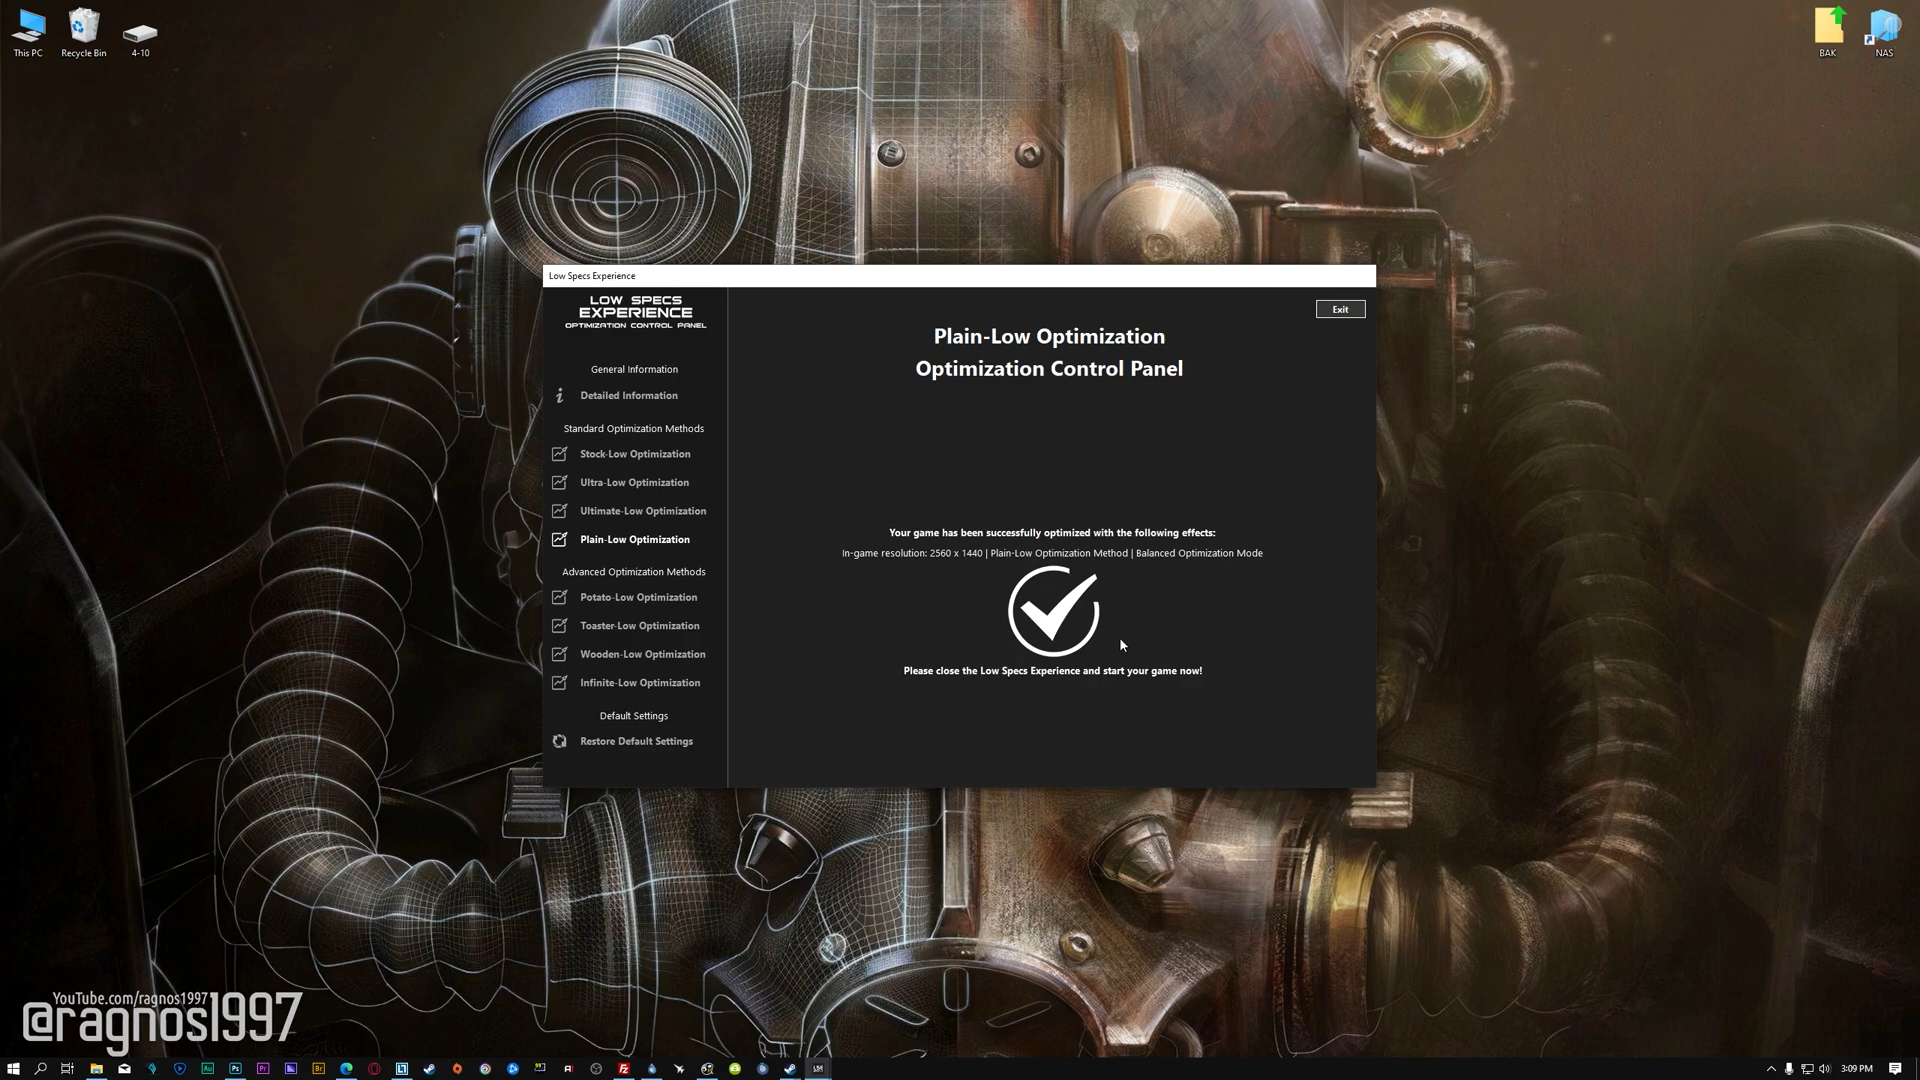 This PC
Recycle Bin
4-10
BAK
NAS
Low Specs Experience
LOW SPECS
EXPERIENCE
OPTIMIZATION CONTROL PANEL
General Information
Detailed Information
Standard Optimization Methods
Stock-Low Optimization
Ultra-Low Optimization
Ultimate-Low Optimization
Plain-Low Optimization
Advanced Optimization Methods
Potato-Low Optimization
Toaster-Low Optimization
Wooden-Low Optimization
Infinite-Low Optimization
Default Settings
Restore Default Settings
Exit
Plain-Low Optimization
Optimization Control Panel
Your game has been successfully optimized with the following effects:
In-game resolution: 2560 x 1440 | Plain-Low Optimization Method | Balanced Optimization Mode
Please close the Low Specs Experience and start your game now!
YouTube.com/ragnos1997
@ragnos1997
Au
Ps
Pr
Br
Fz
3:09 PM